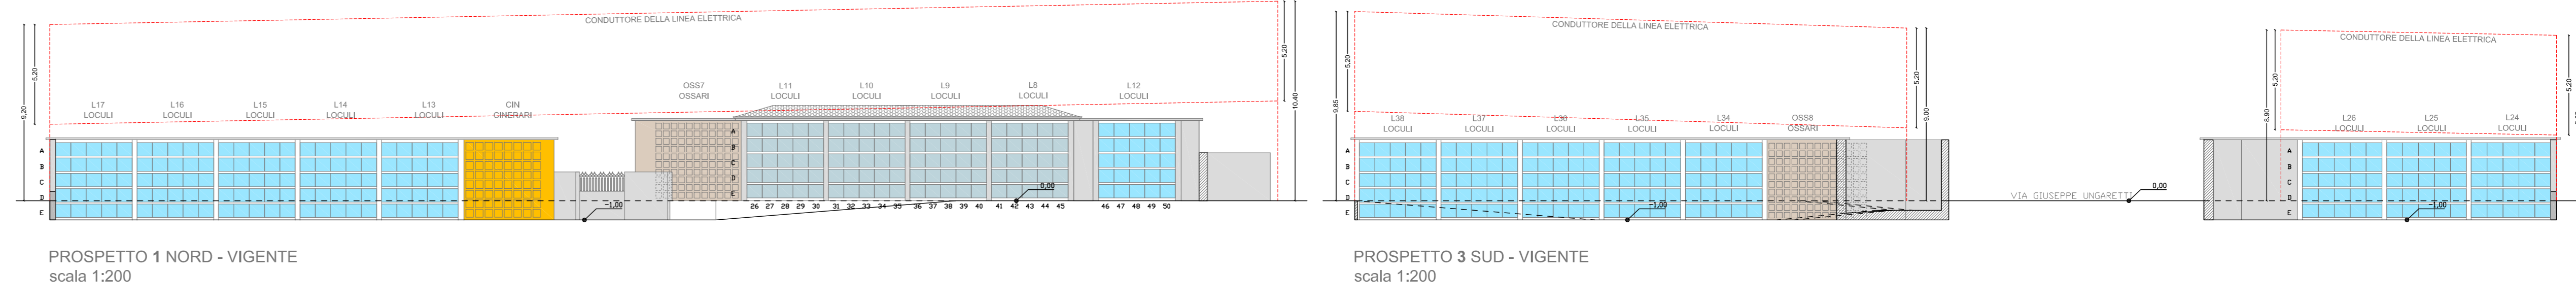 CONDUTTORE DELLA LINEA ELETTRICA
9,20
5,20
5,20
10,40
L17
LOCULI
L16
LOCULI
L15
LOCULI
L14
LOCULI
L13
LOCULI
CIN
CINERARI
OSS7
OSSARI
L11
LOCULI
L10
LOCULI
L9
LOCULI
L8
LOCULI
L12
LOCULI
A
B
C
D
E
A
B
C
D
E
-1,00
0,00
26 27 28 29 30 31 32 33 34 35 36 37 38 39 40 41 42 43 44 45 46 47 48 49 50
PROSPETTO 1 NORD - VIGENTE
scala 1:200
CONDUTTORE DELLA LINEA ELETTRICA
9,85
5,20
5,20
9,00
L38
LOCULI
L37
LOCULI
L36
LOCULI
L35
LOCULI
L34
LOCULI
OSS8
OSSARI
A
B
C
D
E
-1,00
VIA GIUSEPPE UNGARETTI
0,00
PROSPETTO 3 SUD - VIGENTE
scala 1:200
CONDUTTORE DELLA LINEA ELETTRICA
8,90
5,20
5,20
L26
LOCULI
L25
LOCULI
L24
LOCULI
A
B
C
D
E
-1,00